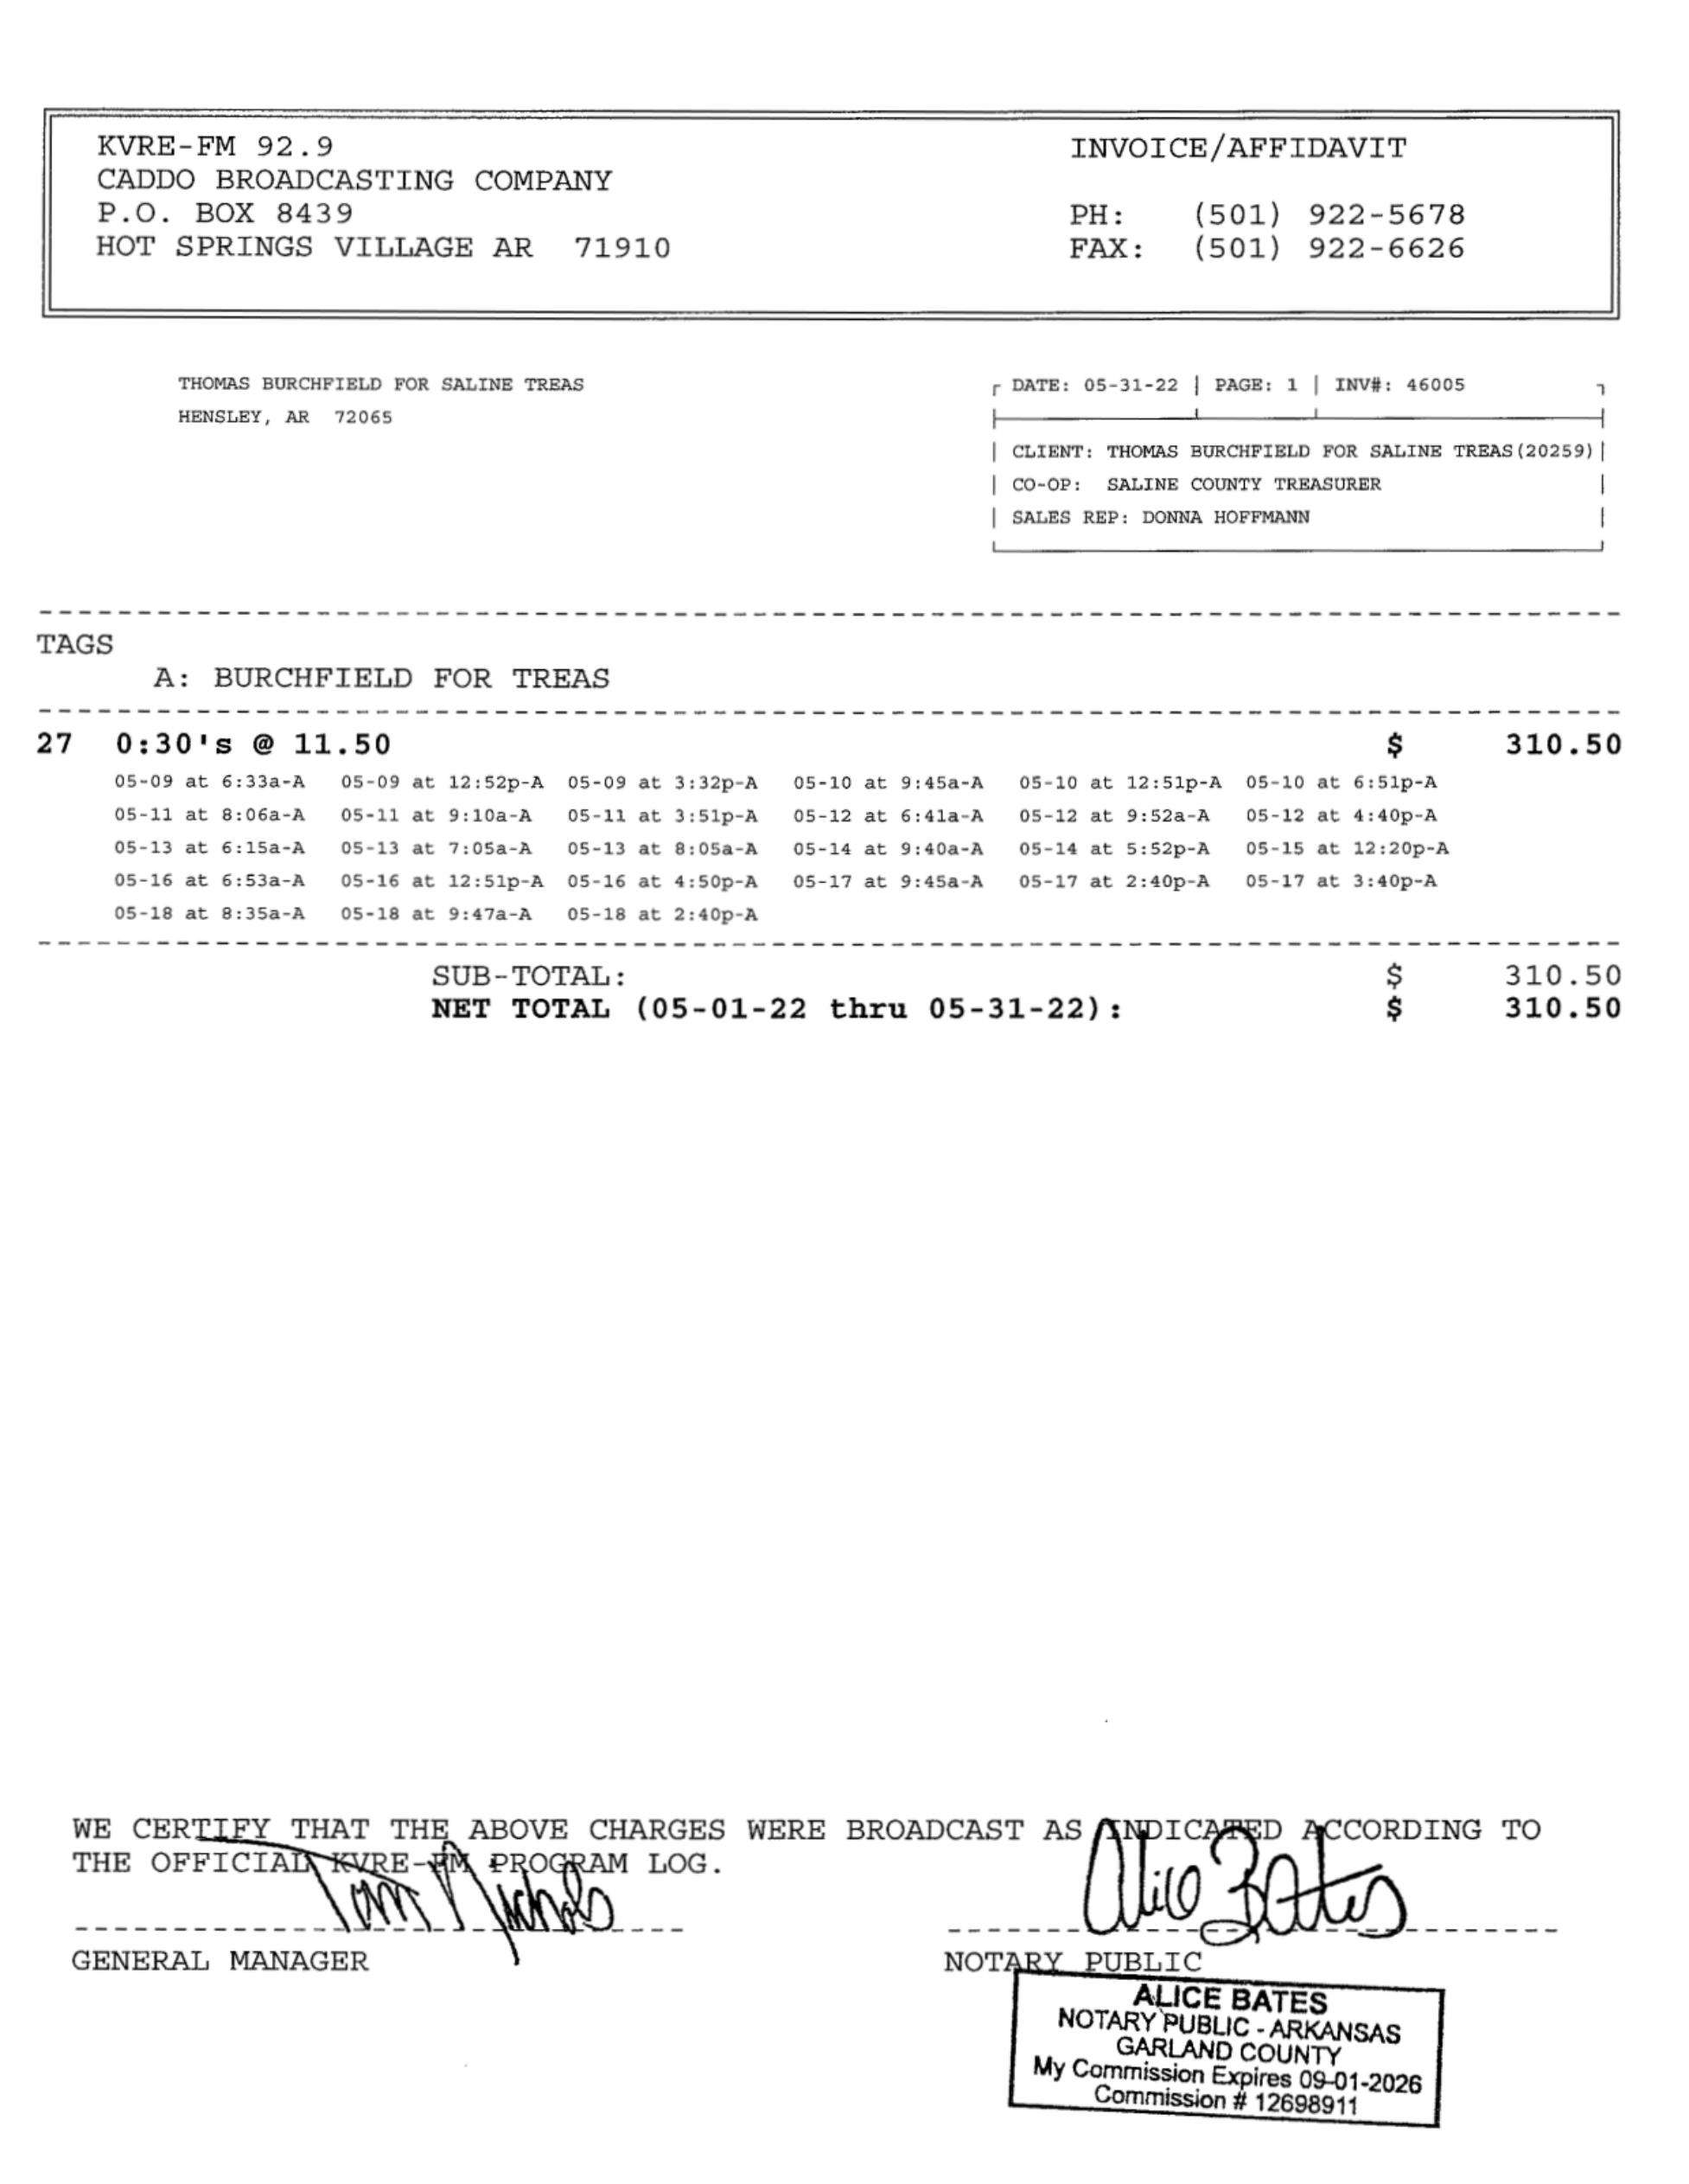 KVRE-FM 92.9 INVOICE/AFFIDAVIT
CADDO BROADCASTING COMPANY
P.O. BOX 8439 PH: (501) 922-5678
HOT SPRINGS VILLAGE AR 71910 FAX: (501) 922-6626
THOMAS BURCHFIELD FOR SALINE TREAS
HENSLEY, AR 72065
DATE: 05-31-22 | PAGE: 1 | INV#: 46005
CLIENT: THOMAS BURCHFIELD FOR SALINE TREAS(20259)
CO-OP: SALINE COUNTY TREASURER
SALES REP: DONNA HOFFMANN
TAGS
A: BURCHFIELD FOR TREAS
27 0:30's @ 11.50 $ 310.50
05-09 at 6:33a-A 05-09 at 12:52p-A 05-09 at 3:32p-A 05-10 at 9:45a-A 05-10 at 12:51p-A 05-10 at 6:51p-A
05-11 at 8:06a-A 05-11 at 9:10a-A 05-11 at 3:51p-A 05-12 at 6:41a-A 05-12 at 9:52a-A 05-12 at 4:40p-A
05-13 at 6:15a-A 05-13 at 7:05a-A 05-13 at 8:05a-A 05-14 at 9:40a-A 05-14 at 5:52p-A 05-15 at 12:20p-A
05-16 at 6:53a-A 05-16 at 12:51p-A 05-16 at 4:50p-A 05-17 at 9:45a-A 05-17 at 2:40p-A 05-17 at 3:40p-A
05-18 at 8:35a-A 05-18 at 9:47a-A 05-18 at 2:40p-A
SUB-TOTAL: $ 310.50
NET TOTAL (05-01-22 thru 05-31-22): $ 310.50
WE CERTIFY THAT THE ABOVE CHARGES WERE BROADCAST AS INDICATED ACCORDING TO
THE OFFICIAL KVRE-FM PROGRAM LOG.
Tom Nichols Alice Bates
GENERAL MANAGER NOTARY PUBLIC
ALICE BATES
NOTARY PUBLIC - ARKANSAS
GARLAND COUNTY
My Commission Expires 09-01-2026
Commission # 12698911